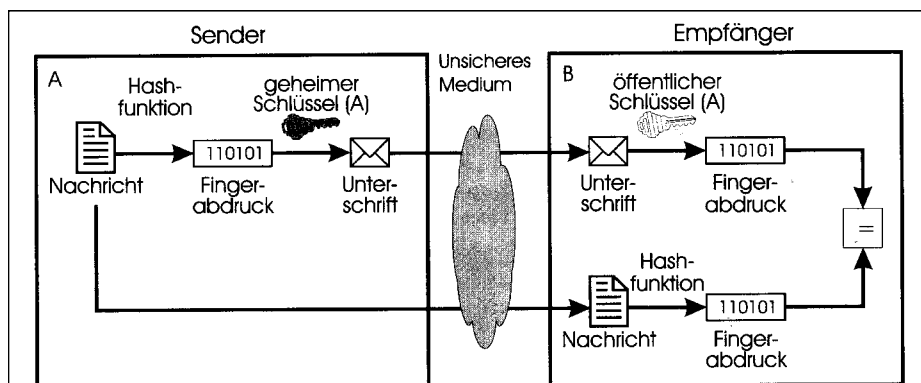 Sender
Empfänger
A
Hash-
funktion
geheimer
Schlüssel (A)
110101
Nachricht
Finger-
abdruck
Unter-
schrift
Unsicheres
Medium
B
öffentlicher
Schlüssel (A)
110101
Unter-
schrift
Finger-
abdruck
=
Hash-
funktion
110101
Nachricht
Finger-
abdruck